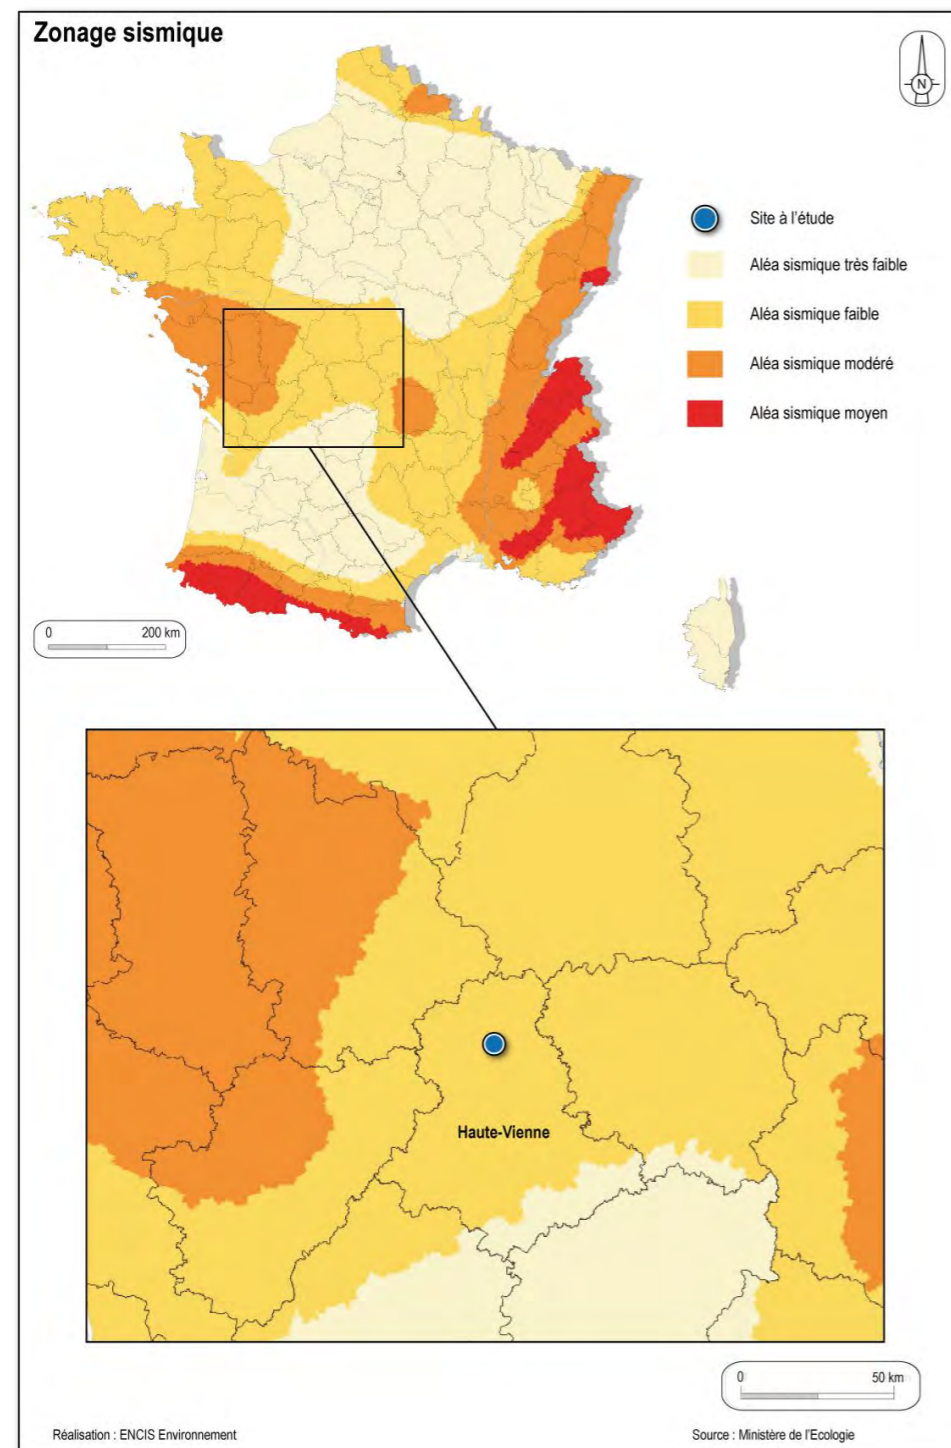 Zonage sismique
N
Site à l'étude
Aléa sismique très faible
Aléa sismique faible
Aléa sismique modéré
Aléa sismique moyen
0 200 km
Haute-Vienne
0 50 km
Réalisation : ENCIS Environnement
Source : Ministère de l'Ecologie